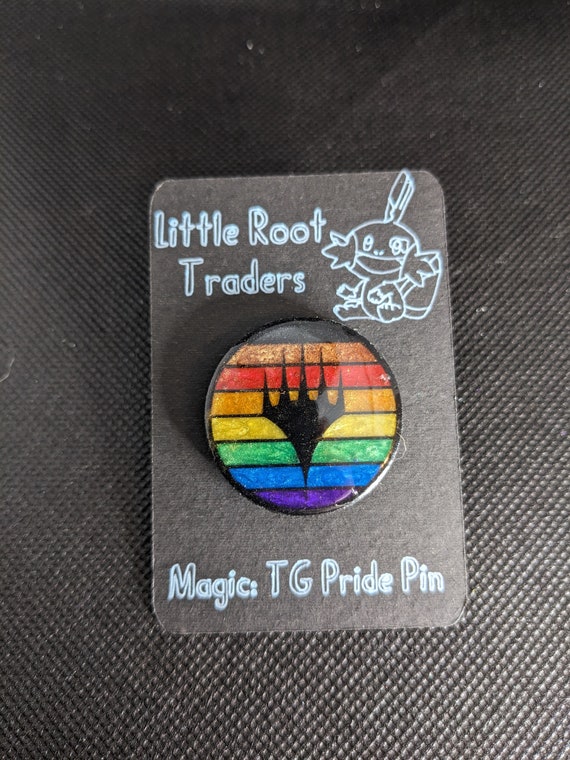 Little Root
Traders
Magic: TG Pride Pin